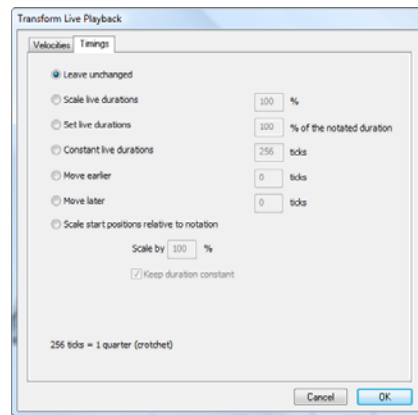 Transform Live Playback
Velocities Timings
Leave unchanged
Scale live durations 100 %
Set live durations 100 % of the notated duration
Constant live durations 256 ticks
Move earlier 0 ticks
Move later 0 ticks
Scale start positions relative to notation
Scale by 100 %
Keep duration constant
256 ticks = 1 quarter (crotchet)
Cancel OK